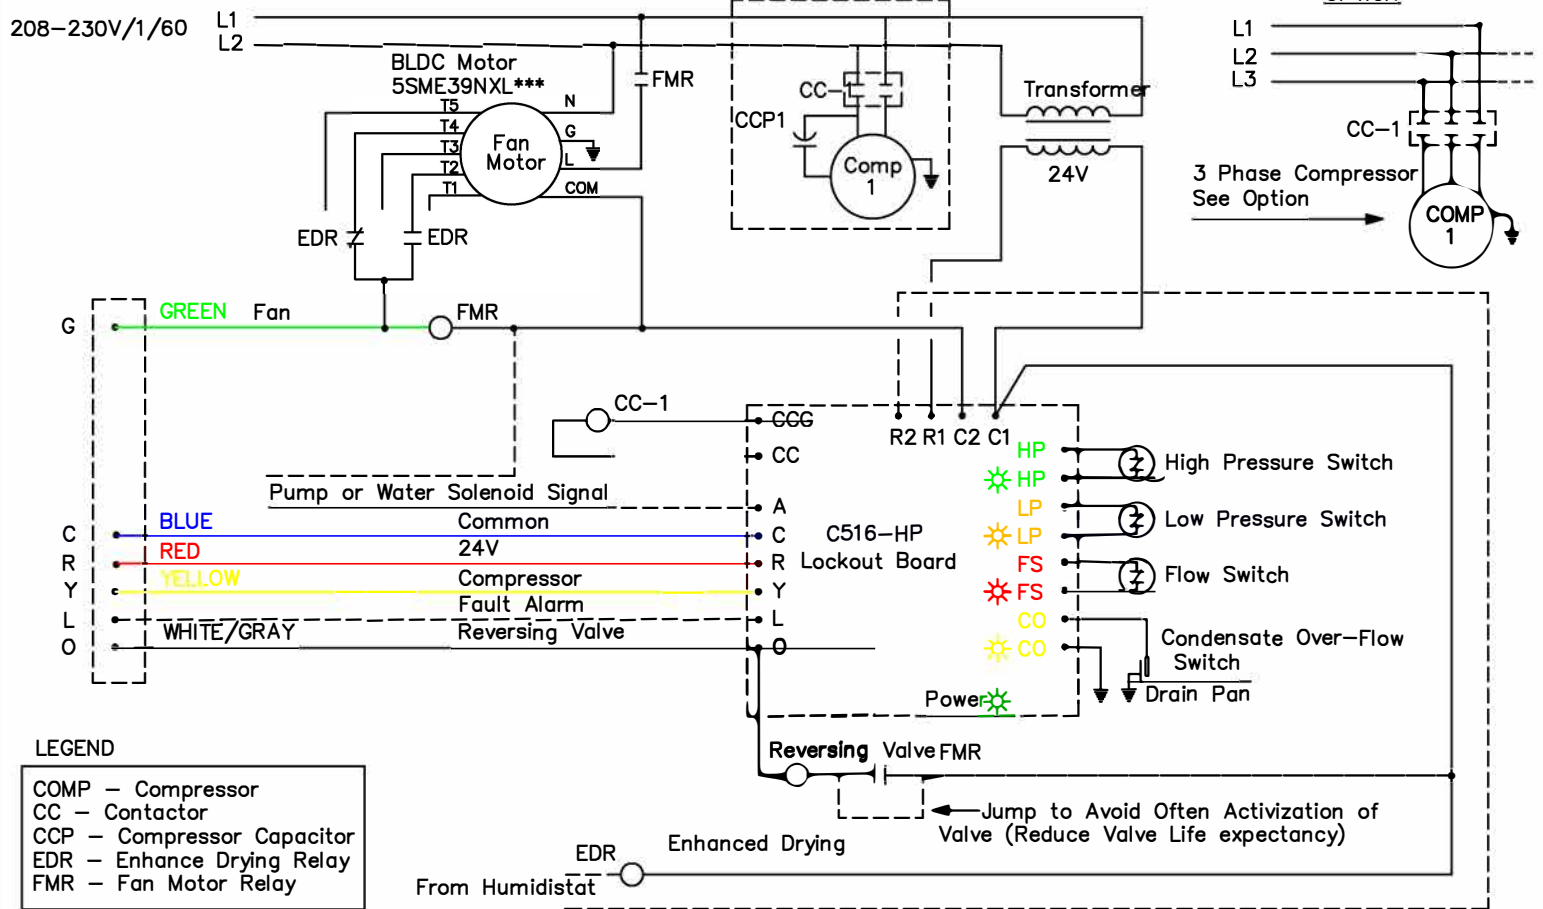 208-230V/1/60
L1
L2
BLDC Motor
5SME39NXL***
T5
T4
T3
T2
T1
Fan
Motor
N
G
L
COM
FMR
CC-1
CCP1
Comp
1
Transformer
24V
L1
L2
L3
CC-1
3 Phase Compressor
See Option
COMP
1
EDR
EDR
G
GREEN
Fan
FMR
CC-1
CCG
CC
R2
R1
C2
C1
Pump or Water Solenoid Signal
A
C
BLUE
Common
C
R
RED
24V
R
Y
YELLOW
Compressor
Y
L
Fault Alarm
L
O
WHITE/GRAY
Reversing Valve
O
C516-HP
Lockout Board
HP
HP
LP
LP
FS
FS
CO
CO
Power
High Pressure Switch
Low Pressure Switch
Flow Switch
Condensate Over-Flow
Switch
Drain Pan
Reversing Valve
FMR
Jump to Avoid Often Activization of
Valve (Reduce Valve Life expectancy)
EDR
Enhanced Drying
From Humidistat
LEGEND
COMP - Compressor
CC - Contactor
CCP - Compressor Capacitor
EDR - Enhance Drying Relay
FMR - Fan Motor Relay